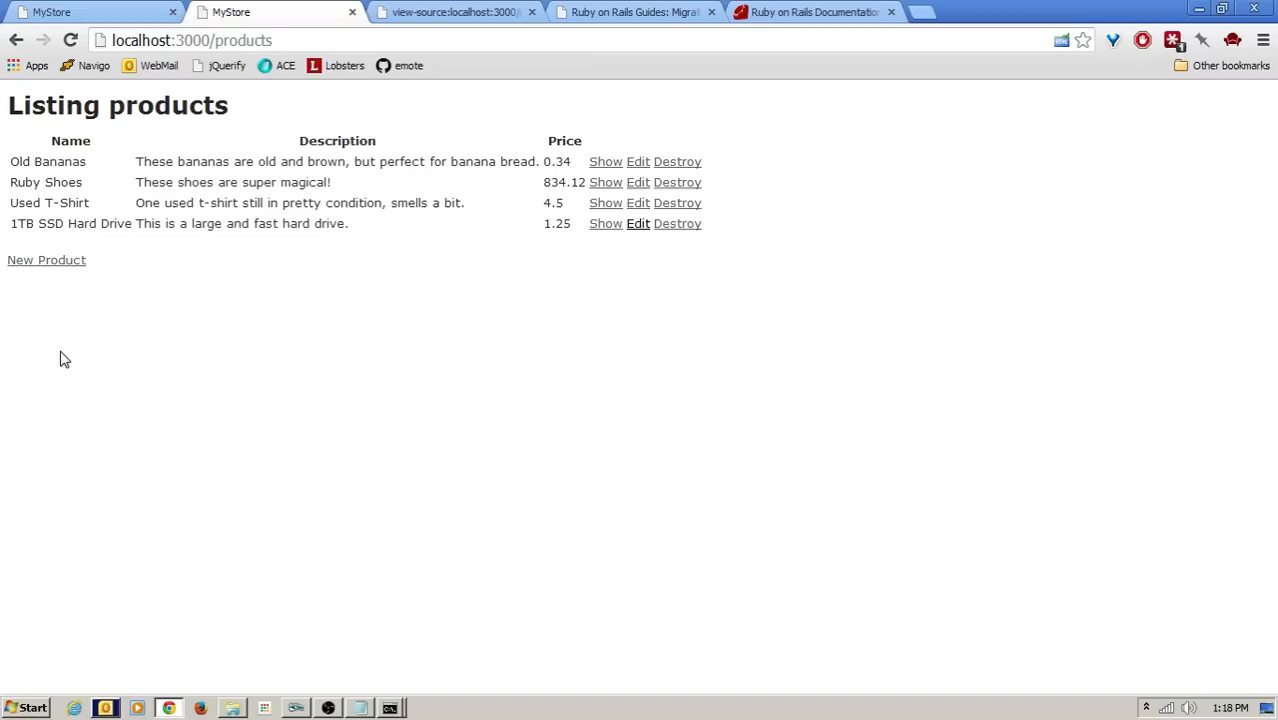 MyStore
MyStore
view-source:localhost:3000/
Ruby on Rails Guides: Migrat
Ruby on Rails Documentation
localhost:3000/products
Apps Navigo WebMail jQuerify ACE Lobsters emote Other bookmarks
Listing products
Name Description Price
Old Bananas These bananas are old and brown, but perfect for banana bread. 0.34 Show Edit Destroy
Ruby Shoes These shoes are super magical! 834.12 Show Edit Destroy
Used T-Shirt One used t-shirt still in pretty condition, smells a bit. 4.5 Show Edit Destroy
1TB SSD Hard Drive This is a large and fast hard drive. 1.25 Show Edit Destroy
New Product
Start 1:18 PM